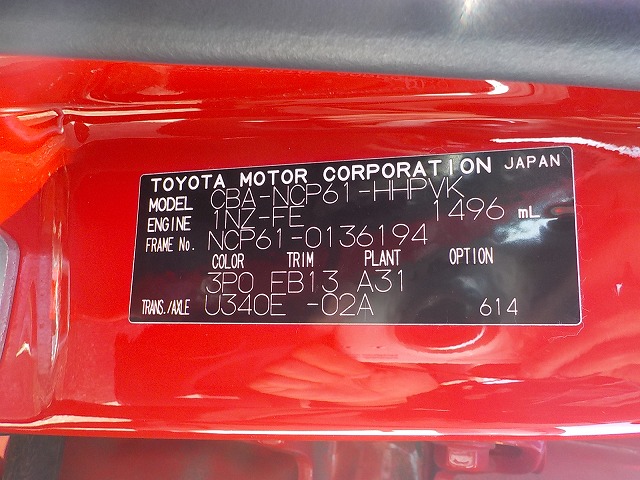 TOYOTA MOTOR CORPORATION JAPAN
MODEL CBA-NCP61-HHPVK
ENGINE 1NZ-FE 1496 mL
FRAME No. NCP61-0136194
COLOR TRIM PLANT OPTION
3P0 FB13 A31
TRANS./AXLE U340E -02A 614